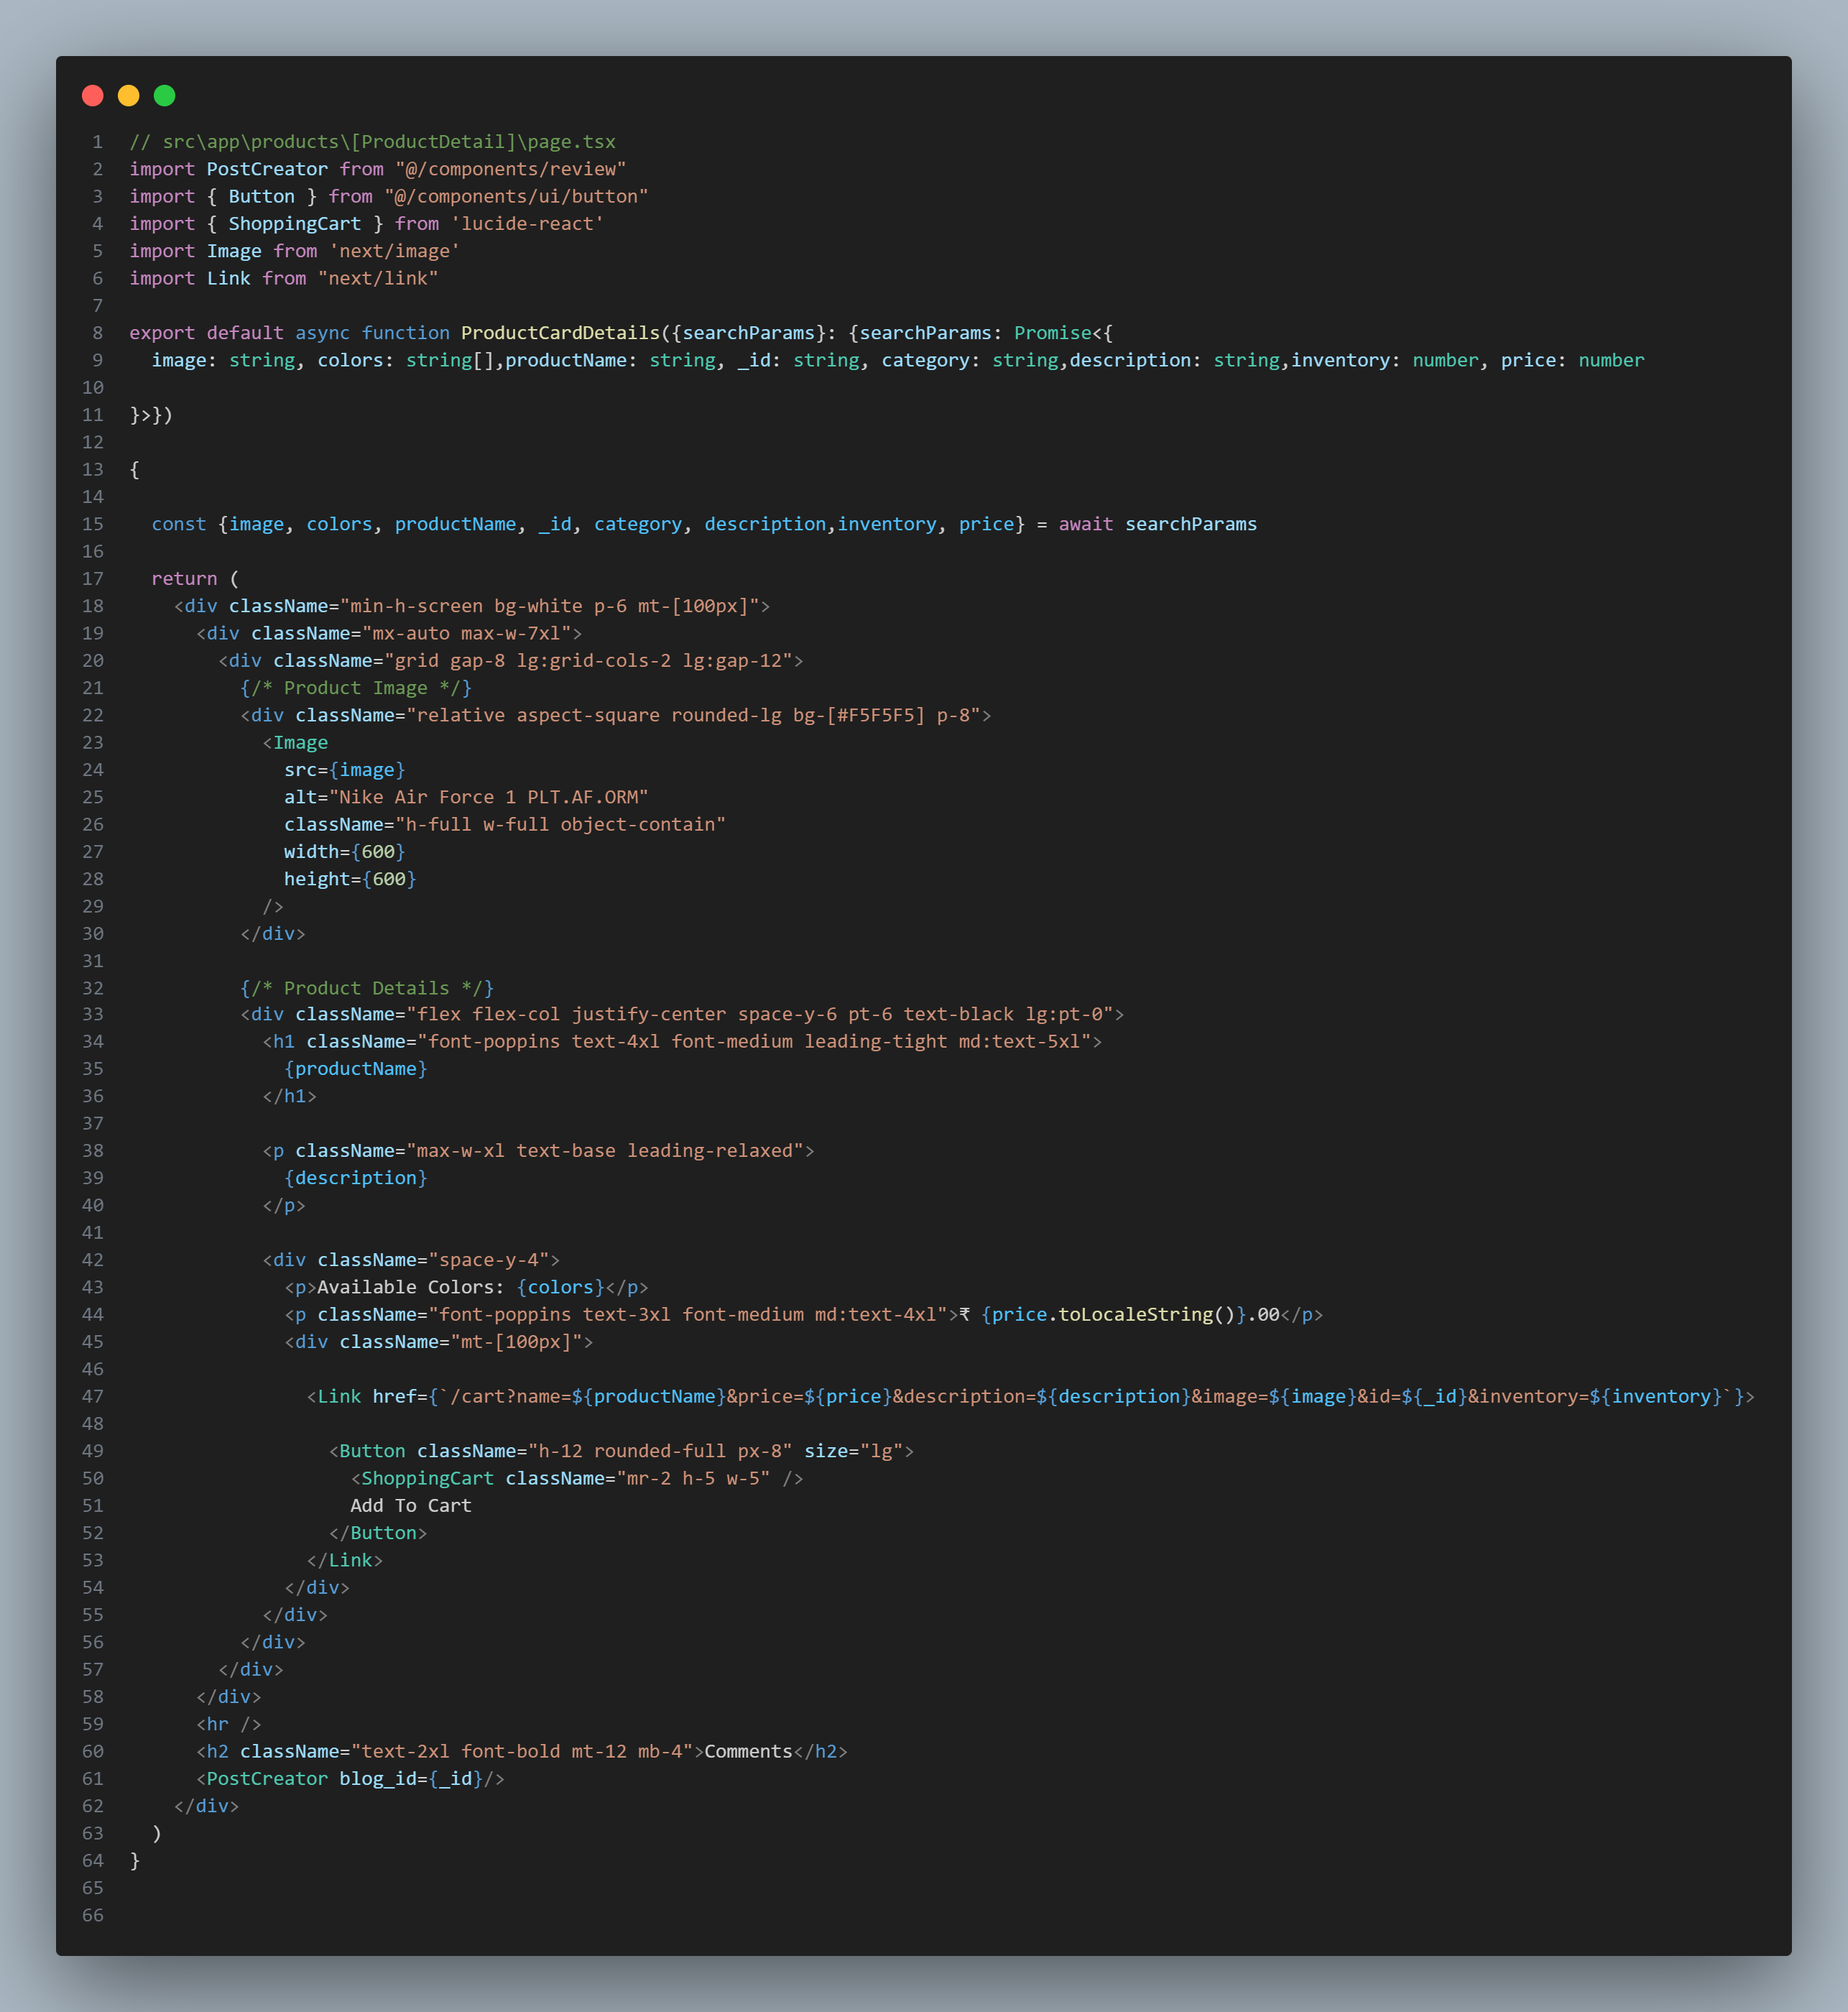 1 // src\app\products\[ProductDetail]\page.tsx
2 import PostCreator from "@/components/review"
3 import { Button } from "@/components/ui/button"
4 import { ShoppingCart } from 'lucide-react'
5 import Image from 'next/image'
6 import Link from "next/link"
7
8 export default async function ProductCardDetails({searchParams}: {searchParams: Promise<{
9   image: string, colors: string[],productName: string, _id: string, category: string,description: string,inventory: number, price: number
10
11 }>})
12
13 {
14
15   const {image, colors, productName, _id, category, description,inventory, price} = await searchParams
16
17   return (
18     <div className="min-h-screen bg-white p-6 mt-[100px]">
19       <div className="mx-auto max-w-7xl">
20         <div className="grid gap-8 lg:grid-cols-2 lg:gap-12">
21           {/* Product Image */}
22           <div className="relative aspect-square rounded-lg bg-[#F5F5F5] p-8">
23             <Image
24               src={image}
25               alt="Nike Air Force 1 PLT.AF.ORM"
26               className="h-full w-full object-contain"
27               width={600}
28               height={600}
29             />
30           </div>
31
32           {/* Product Details */}
33           <div className="flex flex-col justify-center space-y-6 pt-6 text-black lg:pt-0">
34             <h1 className="font-poppins text-4xl font-medium leading-tight md:text-5xl">
35               {productName}
36             </h1>
37
38             <p className="max-w-xl text-base leading-relaxed">
39               {description}
40             </p>
41
42             <div className="space-y-4">
43               <p>Available Colors: {colors}</p>
44               <p className="font-poppins text-3xl font-medium md:text-4xl">₹ {price.toLocaleString()}.00</p>
45               <div className="mt-[100px]">
46
47                 <Link href={`/cart?name=${productName}&price=${price}&description=${description}&image=${image}&id=${_id}&inventory=${inventory}`}>
48
49                   <Button className="h-12 rounded-full px-8" size="lg">
50                     <ShoppingCart className="mr-2 h-5 w-5" />
51                     Add To Cart
52                   </Button>
53                 </Link>
54               </div>
55             </div>
56           </div>
57         </div>
58       </div>
59       <hr />
60       <h2 className="text-2xl font-bold mt-12 mb-4">Comments</h2>
61       <PostCreator blog_id={_id}/>
62     </div>
63   )
64 }
65
66